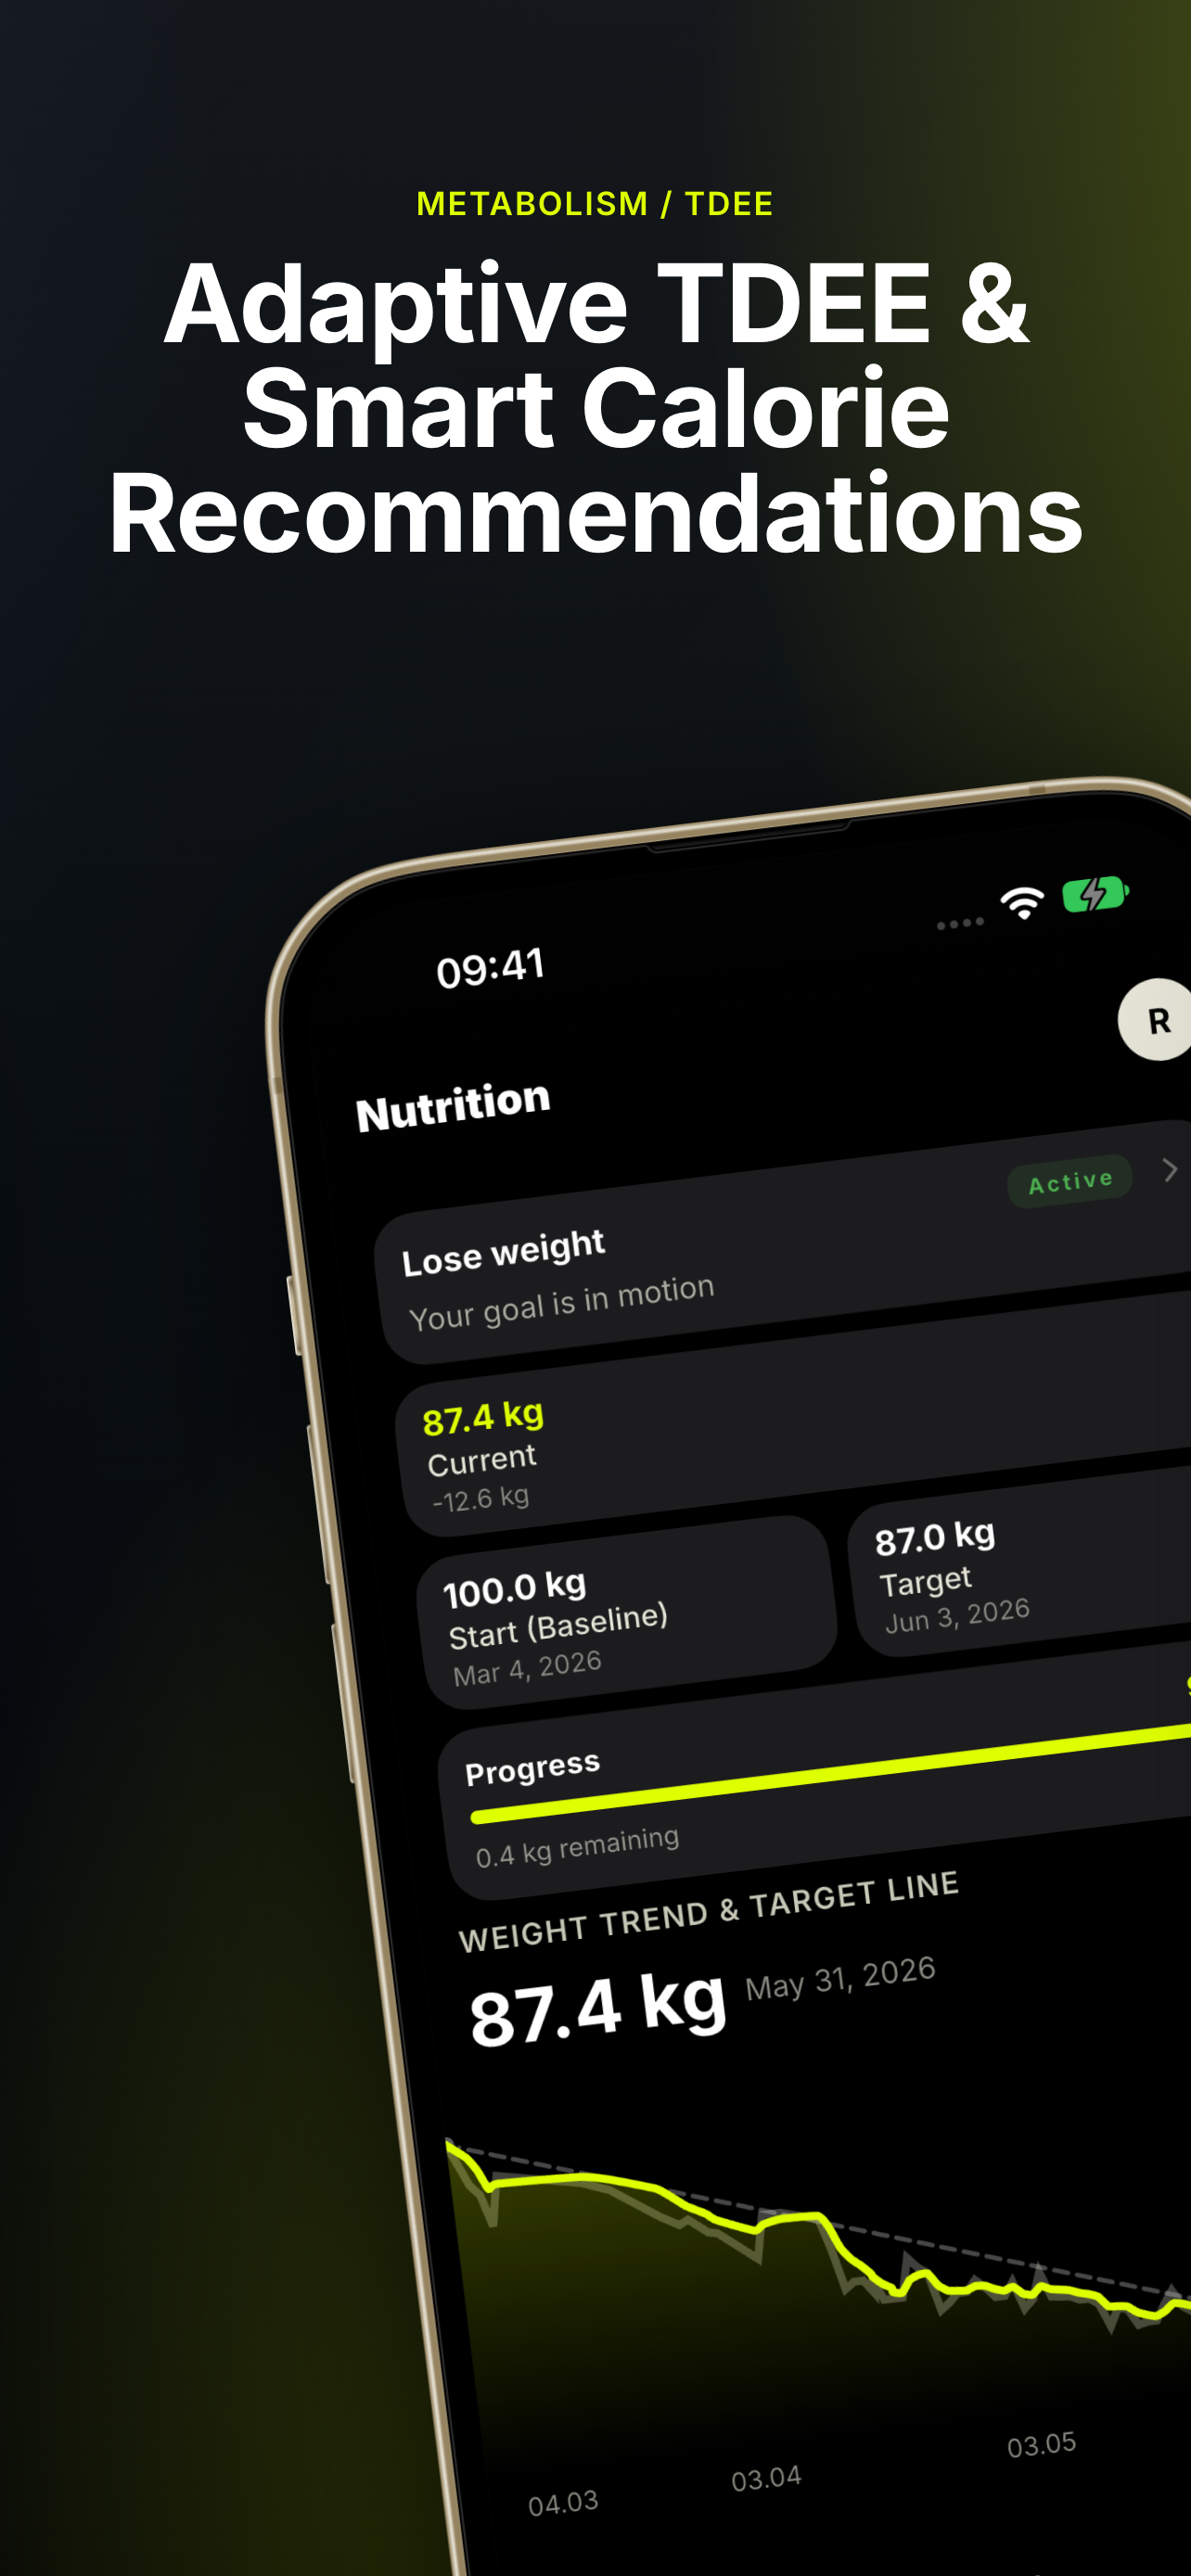 METABOLISM / TDEE
Adaptive TDEE &
Smart Calorie
Recommendations
09:41
R
Nutrition
Active
Lose weight
Your goal is in motion
87.4 kg
Current
-12.6 kg
100.0 kg
Start (Baseline)
Mar 4, 2026
87.0 kg
Target
Jun 3, 2026
Progress
0.4 kg remaining
WEIGHT TREND & TARGET LINE
87.4 kg May 31, 2026
04.03 03.04 03.05